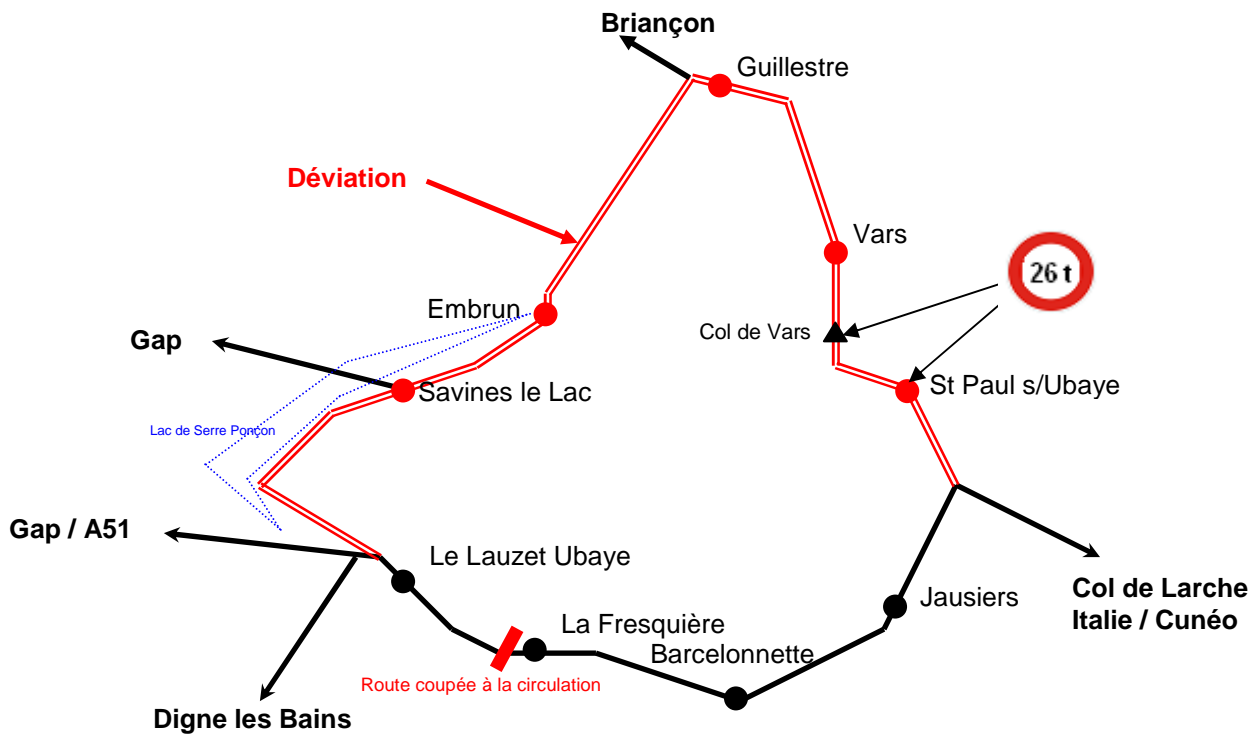 Briançon
Guillestre
Déviation
Vars
26 t
Embrun
Col de Vars
Gap
Savines le Lac
St Paul s/Ubaye
Lac de Serre Ponçon
Gap / A51
Le Lauzet Ubaye
Col de Larche
Italie / Cunéo
Jausiers
La Fresquière
Barcelonnette
Route coupée à la circulation
Digne les Bains